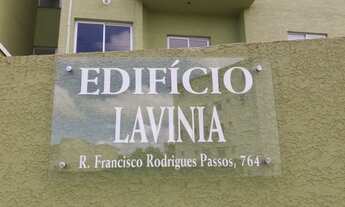 EDIFÍCIO
LAVINIA
R. Francisco Rodrigues Passos, 764